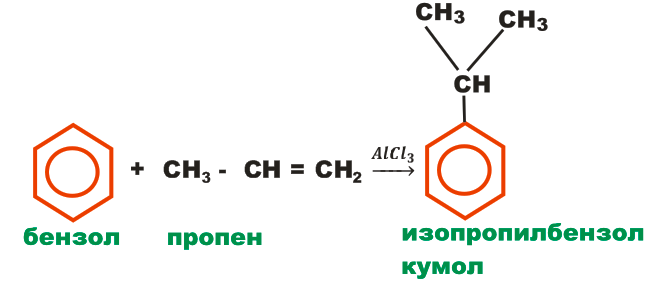 CH₃ CH₃
CH
+ CH₃ - CH = CH₂ AlCl₃
бензол пропен изопропилбензол
кумол